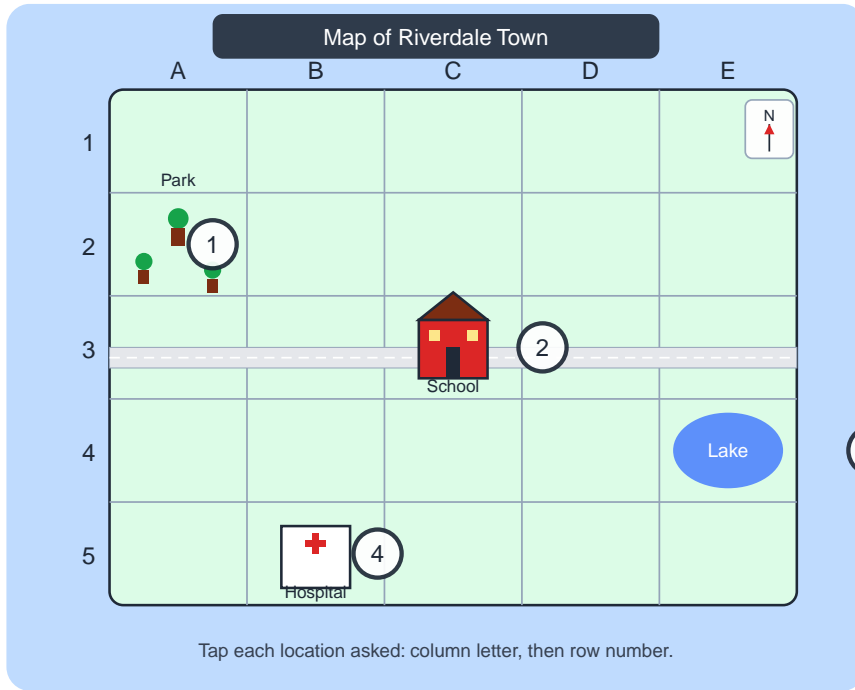 Map of Riverdale Town
A B C D E
N
1
Park
2
1
3
2
School
4
Lake
5
4
Hospital
Tap each location asked: column letter, then row number.